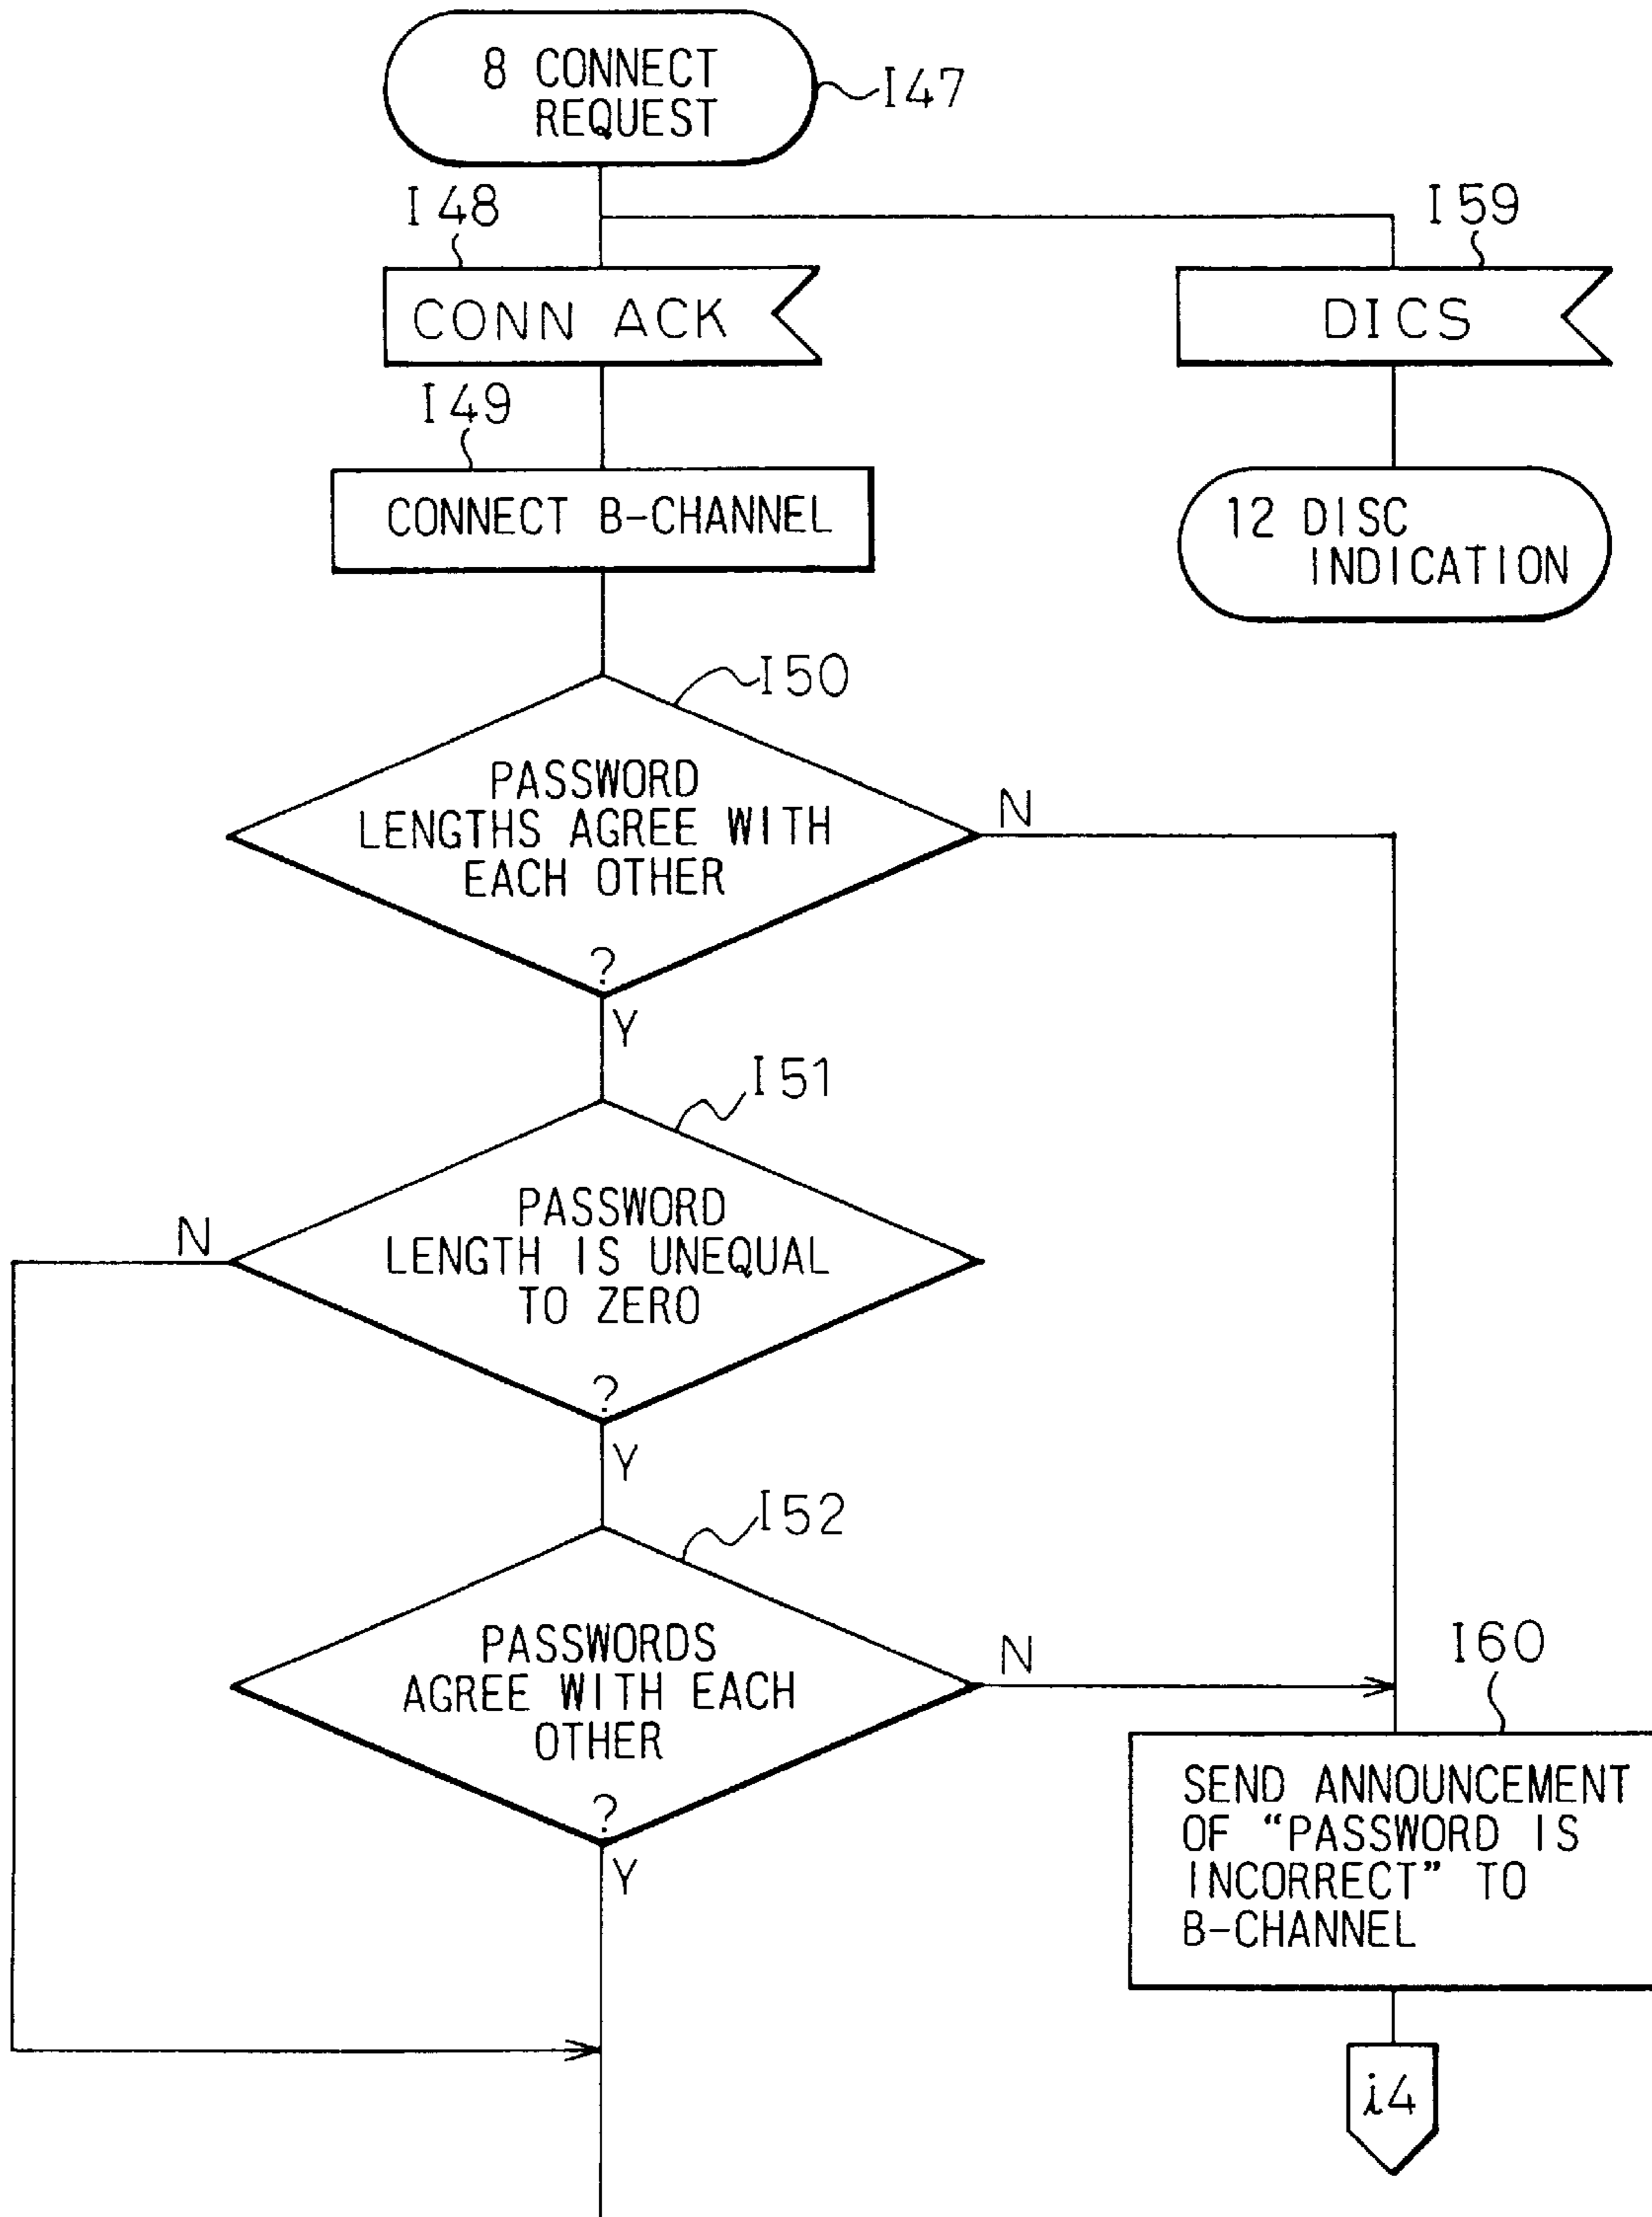 8 CONNECT
REQUEST
I47
I48
I59
CONN ACK
DICS
I49
CONNECT B-CHANNEL
12 DISC
INDICATION
I50
PASSWORD
LENGTHS AGREE WITH
EACH OTHER
?
N
Y
I51
PASSWORD
LENGTH IS UNEQUAL
TO ZERO
?
N
Y
I52
PASSWORDS
AGREE WITH EACH
OTHER
?
N
Y
I60
SEND ANNOUNCEMENT
OF “PASSWORD IS
INCORRECT” TO
B-CHANNEL
i4